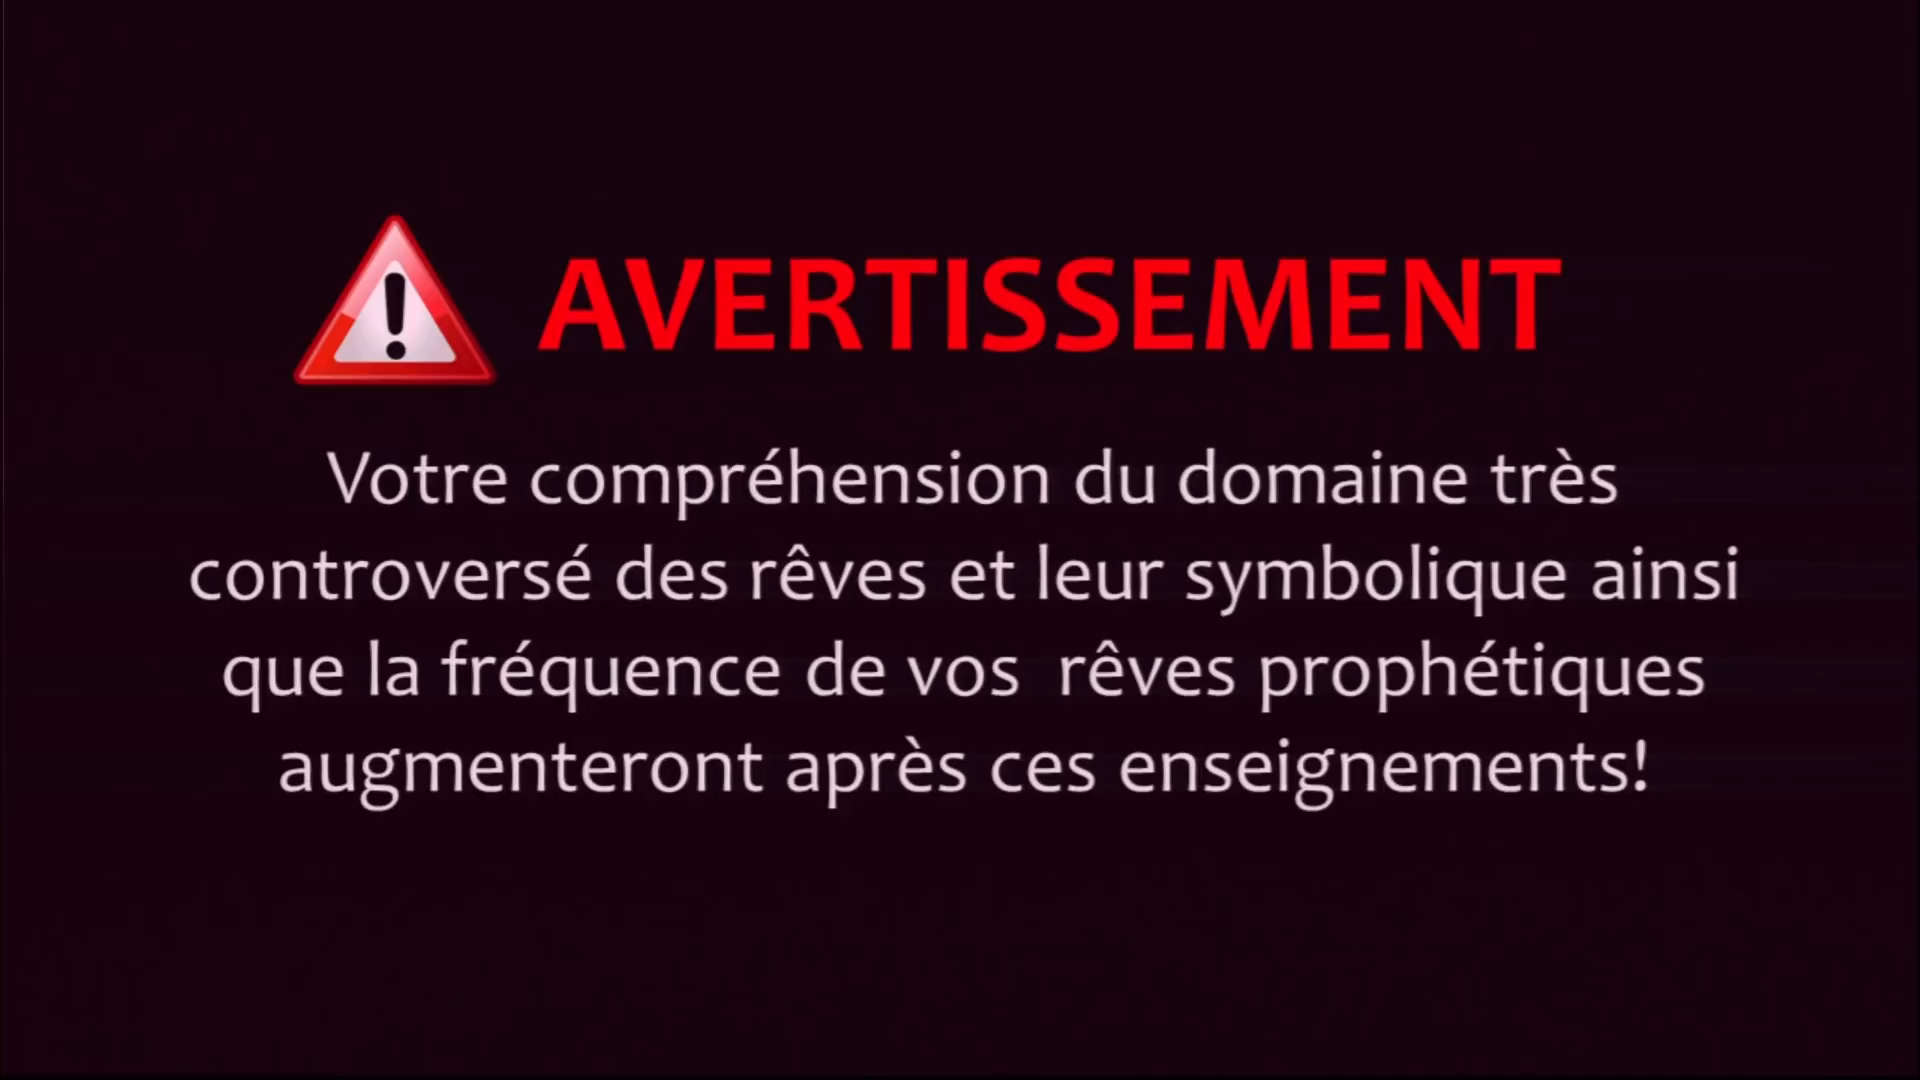 AVERTISSEMENT
Votre compréhension du domaine très
controversé des rêves et leur symbolique ainsi
que la fréquence de vos  rêves prophétiques
augmenteront après ces enseignements!